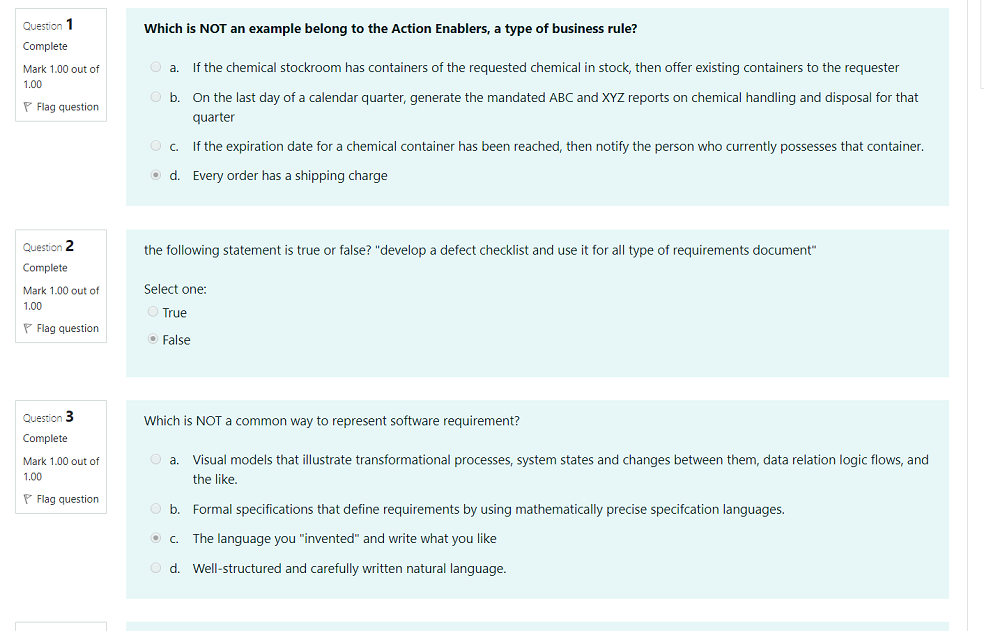 Question 1
Complete
Mark 1.00 out of
1.00
Flag question
Which is NOT an example belong to the Action Enablers, a type of business rule?
a. If the chemical stockroom has containers of the requested chemical in stock, then offer existing containers to the requester
b. On the last day of a calendar quarter, generate the mandated ABC and XYZ reports on chemical handling and disposal for that
quarter
c. If the expiration date for a chemical container has been reached, then notify the person who currently possesses that container.
d. Every order has a shipping charge
Question 2
Complete
Mark 1.00 out of
1.00
Flag question
the following statement is true or false? "develop a defect checklist and use it for all type of requirements document"
Select one:
True
False
Question 3
Complete
Mark 1.00 out of
1.00
Flag question
Which is NOT a common way to represent software requirement?
a. Visual models that illustrate transformational processes, system states and changes between them, data relation logic flows, and
the like.
b. Formal specifications that define requirements by using mathematically precise specifcation languages.
c. The language you "invented" and write what you like
d. Well-structured and carefully written natural language.